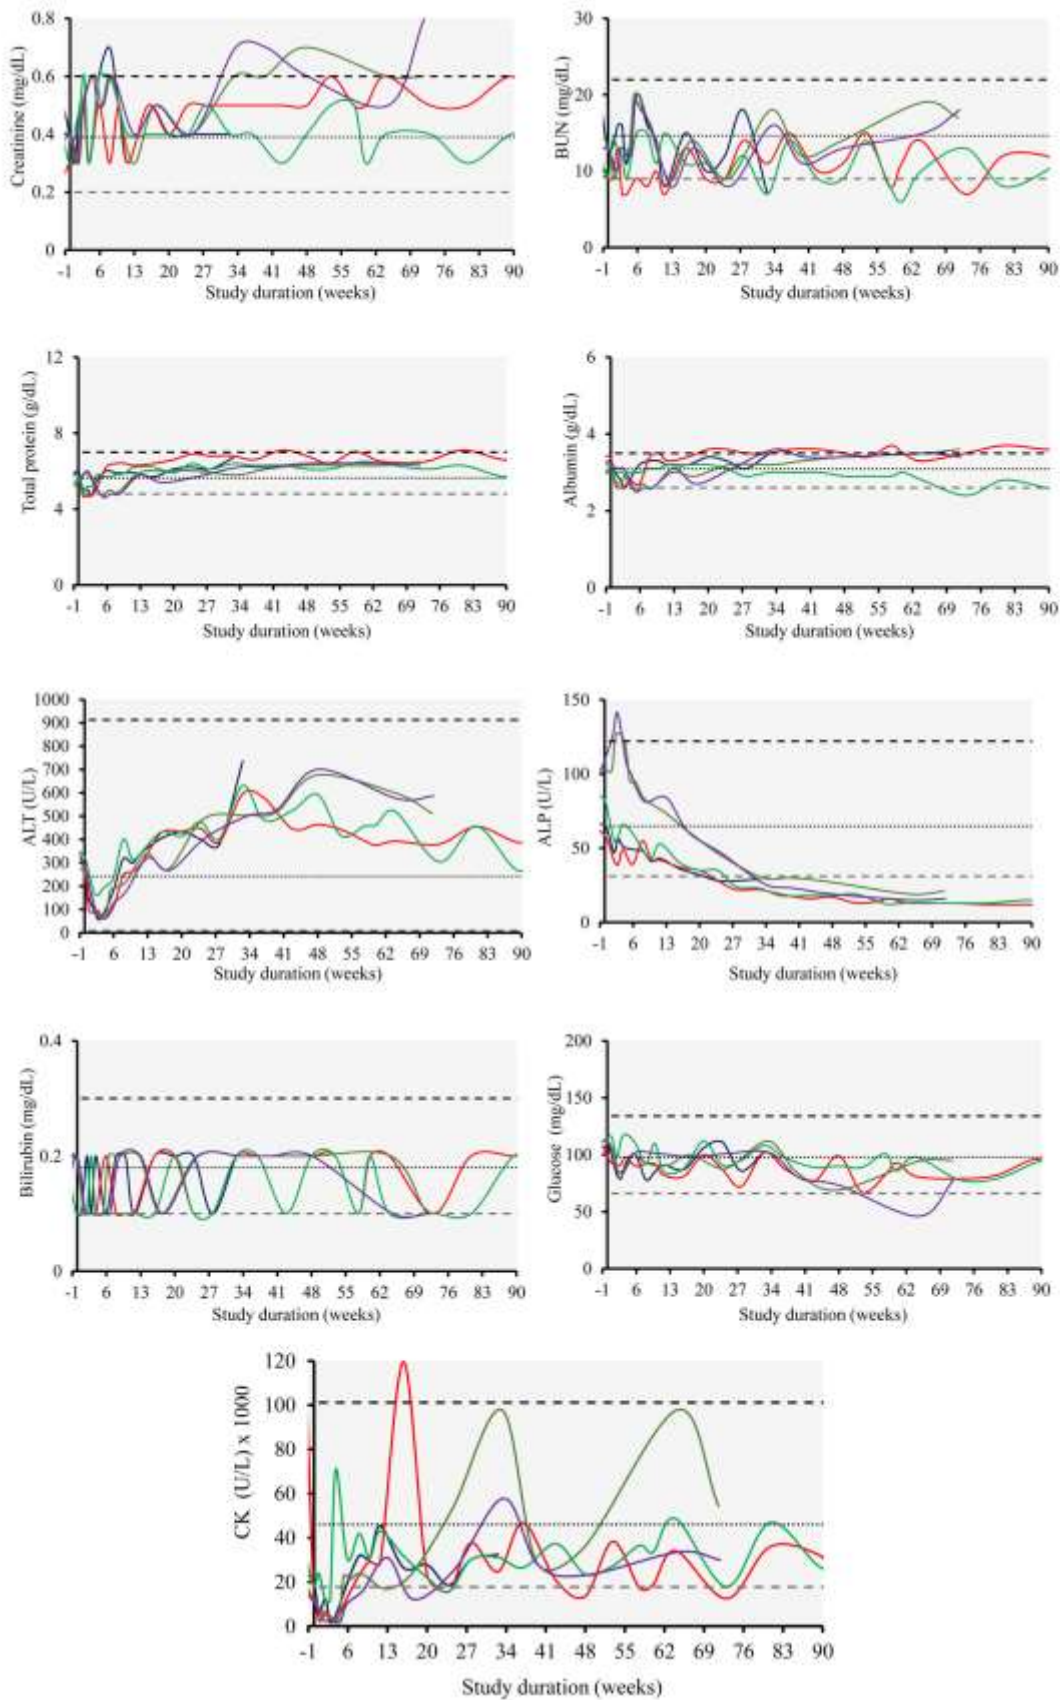 Creatinine (mg/dL)
0.8
0.6
0.4
0.2
0
-1 6 13 20 27 34 41 48 55 62 69 76 83 90
Study duration (weeks)
BUN (mg/dL)
30
20
10
0
-1 6 13 20 27 34 41 48 55 62 69 76 83 90
Study duration (weeks)
Total protein (g/dL)
12
8
4
0
-1 6 13 20 27 34 41 48 55 62 69 76 83 90
Study duration (weeks)
Albumin (g/dL)
6
4
2
0
-1 6 13 20 27 34 41 48 55 62 69 76 83 90
Study duration (weeks)
ALT (U/L)
1000
900
800
700
600
500
400
300
200
100
0
-1 6 13 20 27 34 41 48 55 62 69 76 83 90
Study duration (weeks)
ALP (U/L)
150
100
50
0
-1 6 13 20 27 34 41 48 55 62 69 76 83 90
Study duration (weeks)
Bilirubin (mg/dL)
0.4
0.2
0
-1 6 13 20 27 34 41 48 55 62 69 76 83 90
Study duration (weeks)
Glucose (mg/dL)
200
150
100
50
0
-1 6 13 20 27 34 41 48 55 62 69 76 83 90
Study duration (weeks)
CK (U/L) x 1000
120
100
80
60
40
20
0
-1 6 13 20 27 34 41 48 55 62 69 76 83 90
Study duration (weeks)